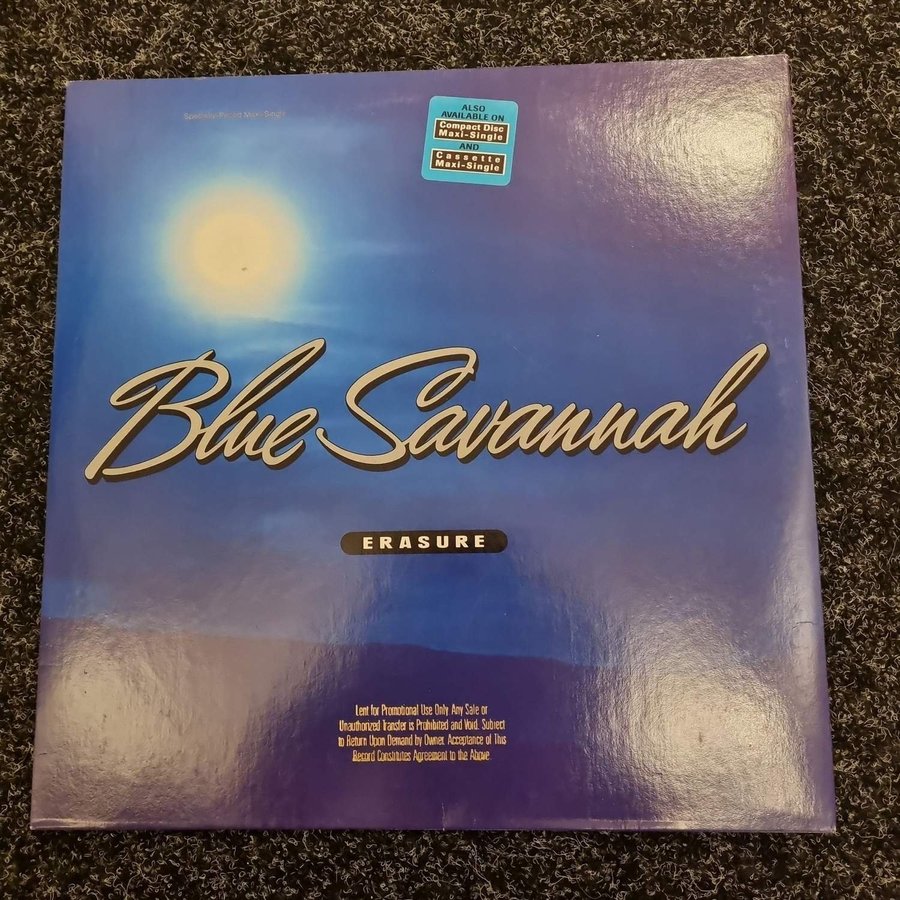 Specially-Priced Maxi-Single
ALSO
AVAILABLE ON
Compact Disc
Maxi-Single
AND
Cassette
Maxi-Single
Blue Savannah
ERASURE
Lent for Promotional Use Only Any Sale or
Unauthorized Transfer is Prohibited and Void. Subject
to Return Upon Demand by Owner. Acceptance of This
Record Constitutes Agreement to the Above.